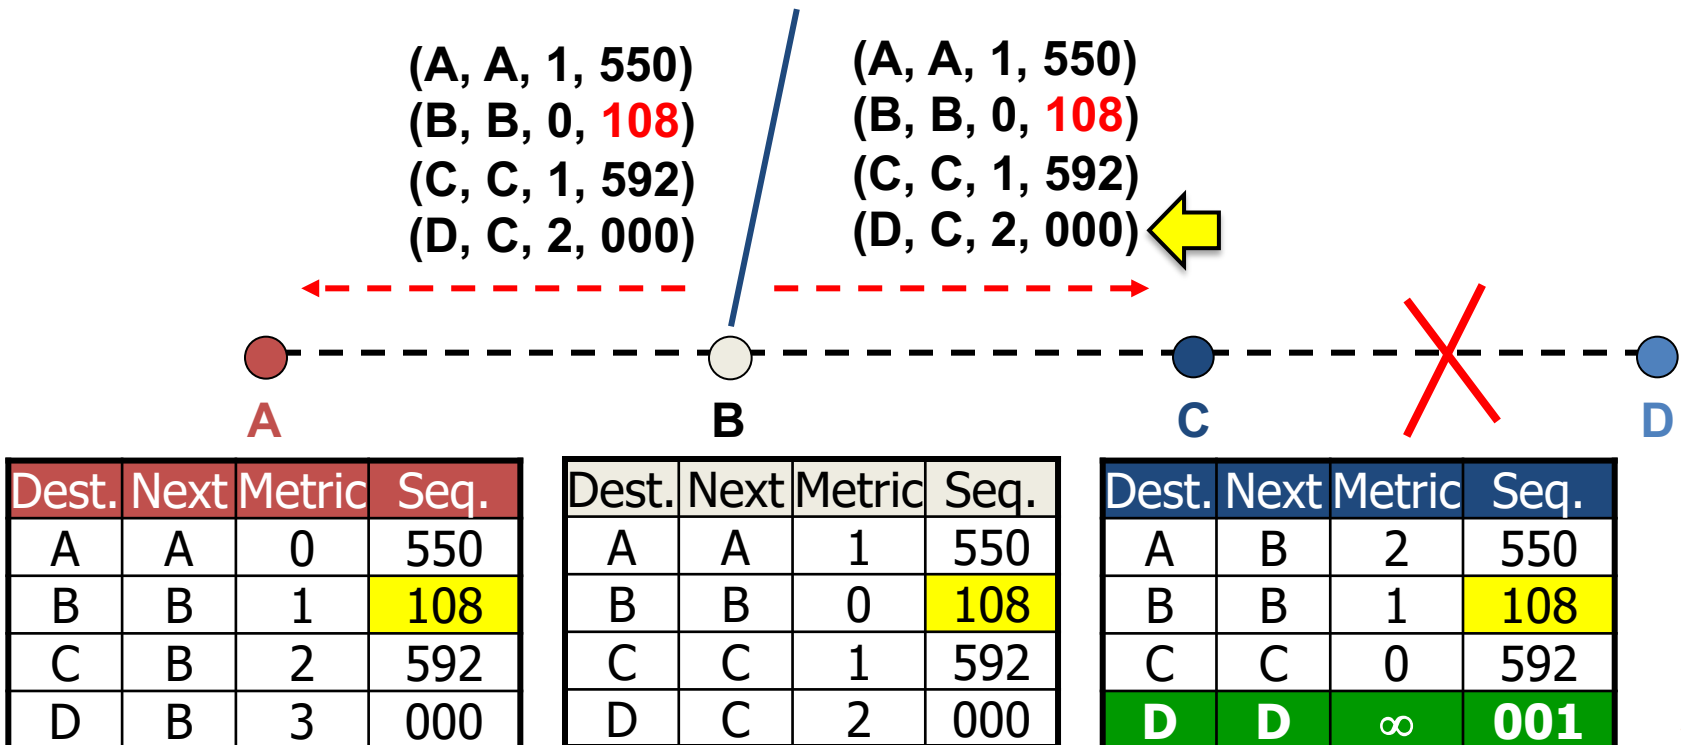 (A, A, 1, 550)
(B, B, 0, 108)
(C, C, 1, 592)
(D, C, 2, 000)
(A, A, 1, 550)
(B, B, 0, 108)
(C, C, 1, 592)
(D, C, 2, 000)
A B C D
Dest. Next Metric Seq.
A A 0 550
B B 1 108
C B 2 592
D B 3 000
Dest. Next Metric Seq.
A A 1 550
B B 0 108
C C 1 592
D C 2 000
Dest. Next Metric Seq.
A B 2 550
B B 1 108
C C 0 592
D D ∞ 001